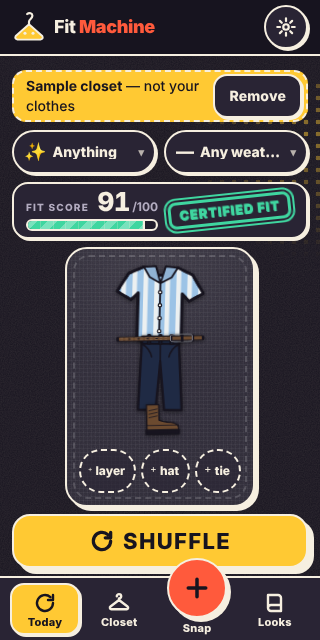 Fit Machine
Sample closet — not your
clothes
Remove
✨ Anything ▾
— Any weat... ▾
FIT SCORE 91 /100
CERTIFIED FIT
+ layer
+ hat
+ tie
SHUFFLE
Today
Closet
Snap
Looks